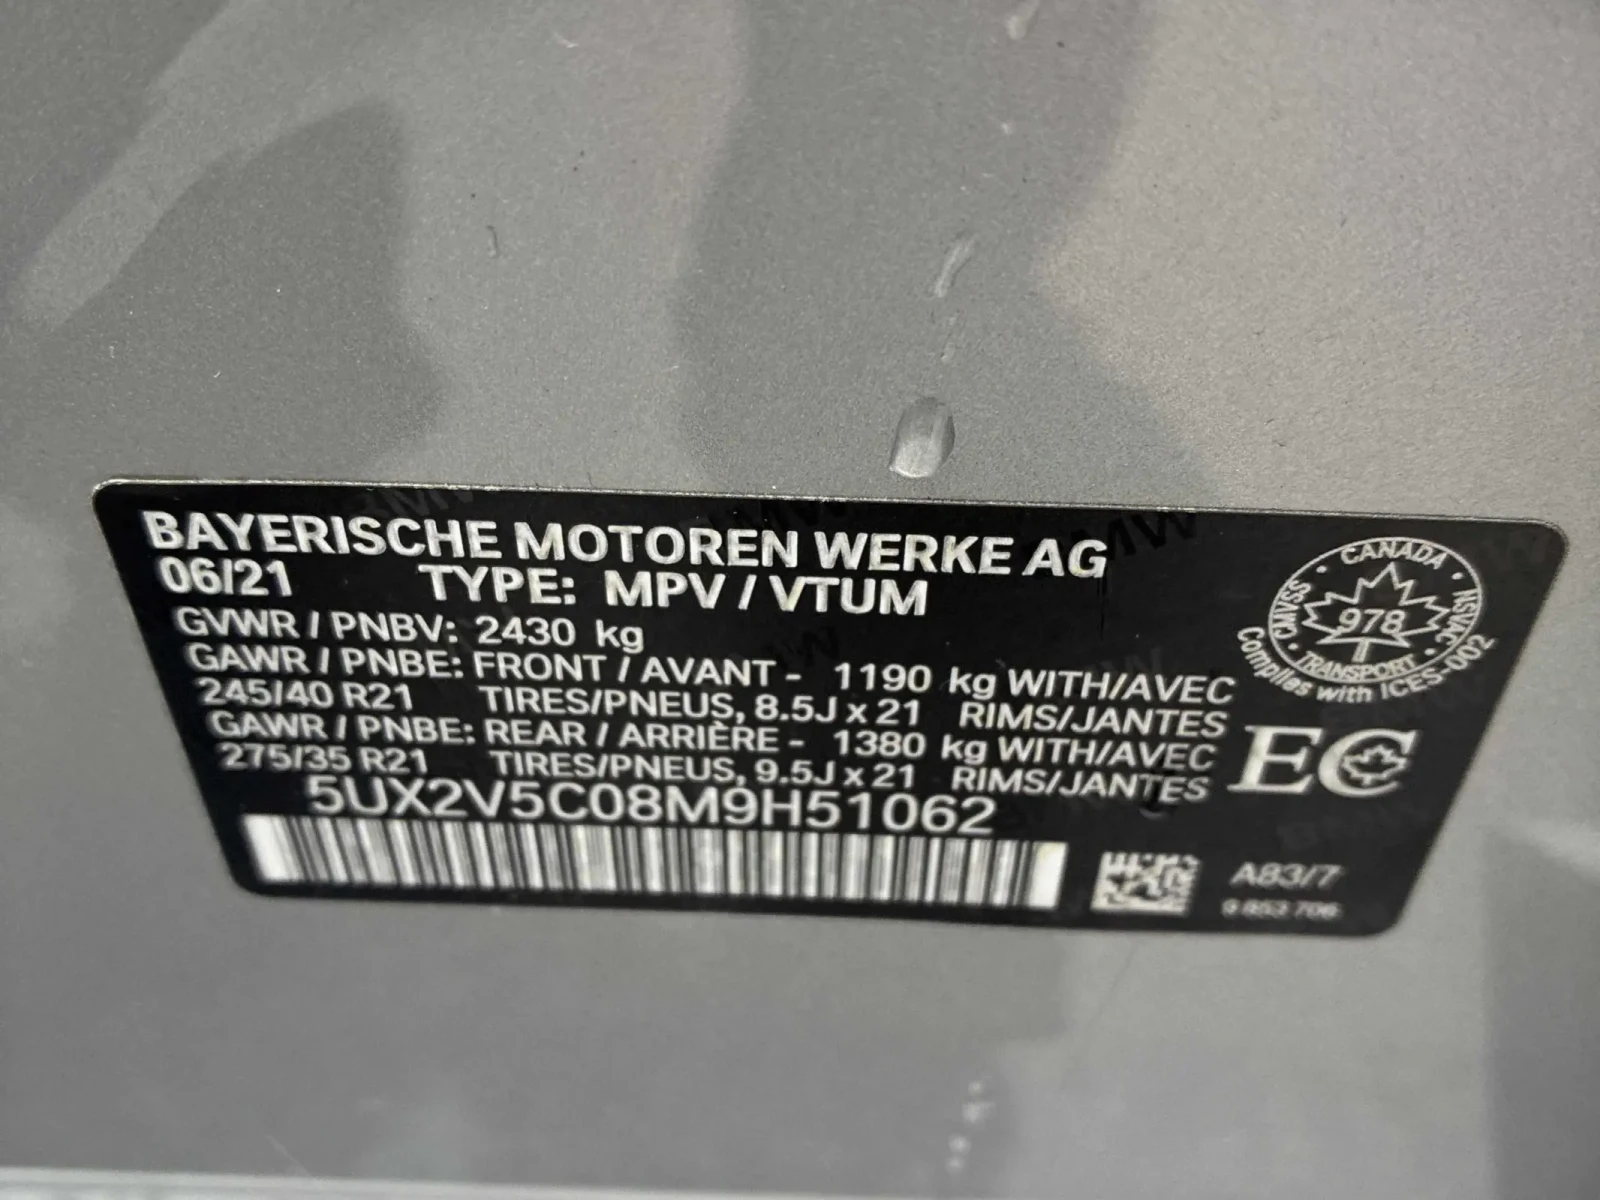 BAYERISCHE MOTOREN WERKE AG
06/21 TYPE: MPV / VTUM
GVWR / PNBV: 2430 kg
GAWR / PNBE: FRONT / AVANT - 1190 kg WITH/AVEC
245/40 R21 TIRES/PNEUS, 8.5J x 21 RIMS/JANTES
GAWR / PNBE: REAR / ARRIÈRE - 1380 kg WITH/AVEC
275/35 R21 TIRES/PNEUS, 9.5J x 21 RIMS/JANTES
5UX2V5C08M9H51062
· CANADA ·
CMVSS · NSVAC
978
· TRANSPORT ·
Complies with ICES-002
EC
A83/7
9 853 706